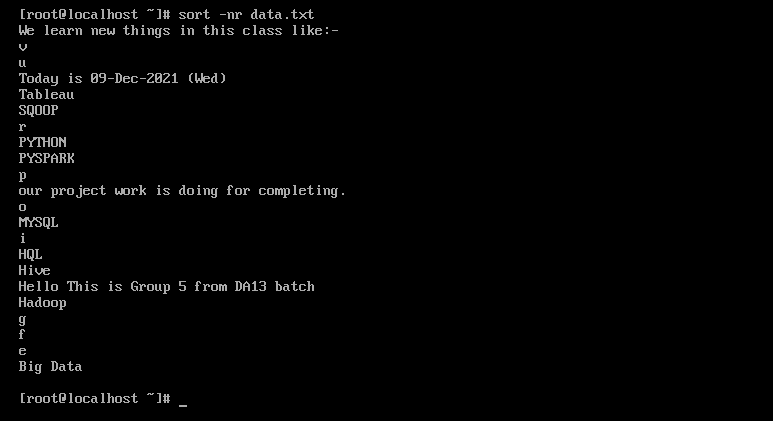 [root@localhost ~]# sort -nr data.txt
We learn new things in this class like:-
v
u
Today is 09-Dec-2021 (Wed)
Tableau
SQOOP
r
PYTHON
PYSPARK
p
our project work is doing for completing.
o
MYSQL
i
HQL
Hive
Hello This is Group 5 from DA13 batch
Hadoop
g
f
e
Big Data
[root@localhost ~]# _